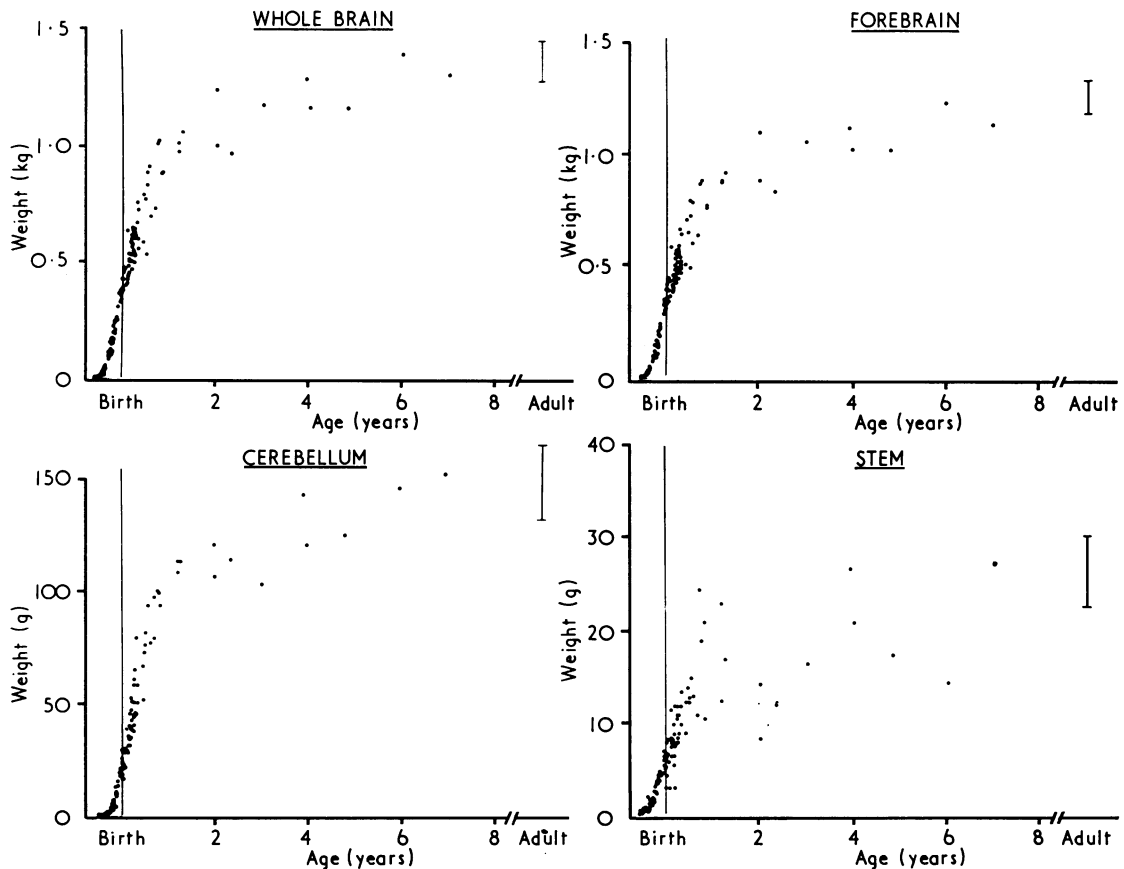 WHOLE BRAIN
1·5
1·0
0·5
0
Weight (kg)
Birth 2 4 6 8 Adult
Age (years)
FOREBRAIN
1·5
1·0
0·5
0
Weight (kg)
Birth 2 4 6 8 Adult
Age (years)
CEREBELLUM
150
100
50
0
Weight (g)
Birth 2 4 6 8 Adult
Age (years)
STEM
40
30
20
10
0
Weight (g)
Birth 2 4 6 8 Adult
Age (years)